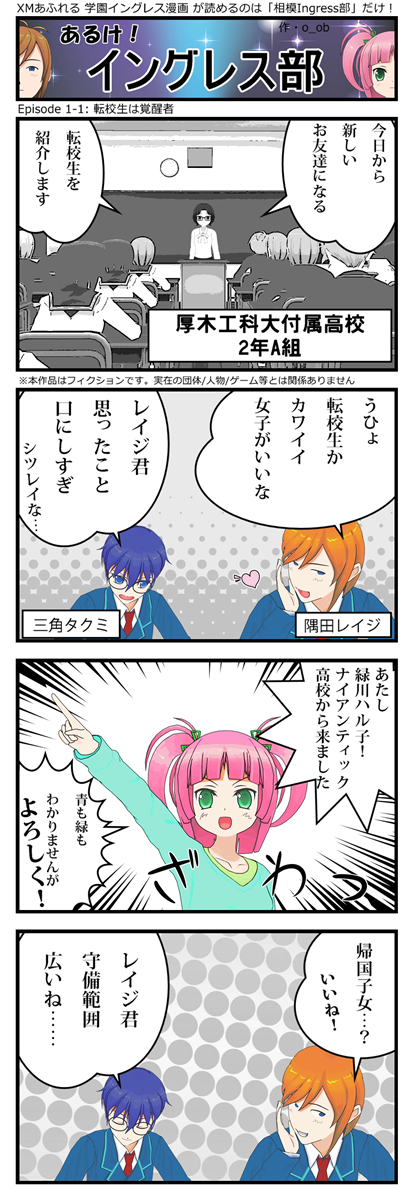 XMあふれる 学園イングレス漫画 が読めるのは「相模Ingress部」だけ！
あるけ！
作・o_ob
イングレス部
Episode 1-1: 転校生は覚醒者
今日から
新しい
お友達になる
転校生を
紹介します
厚木工科大付属高校
2年A組
※本作品はフィクションです。実在の団体/人物/ゲーム等とは関係ありません
うひょ
転校生か
カワイイ
女子がいいな
レイジ君
思ったこと
口にしすぎ
シツレイな…
三角タクミ
隅田レイジ
あたし
緑川ハル子！
ナイアンティック
高校から来ました
青も緑も
わかりませんが
よろしく！
ざわっ
帰国子女…？
いいね！
レイジ君
守備範囲
広いね……